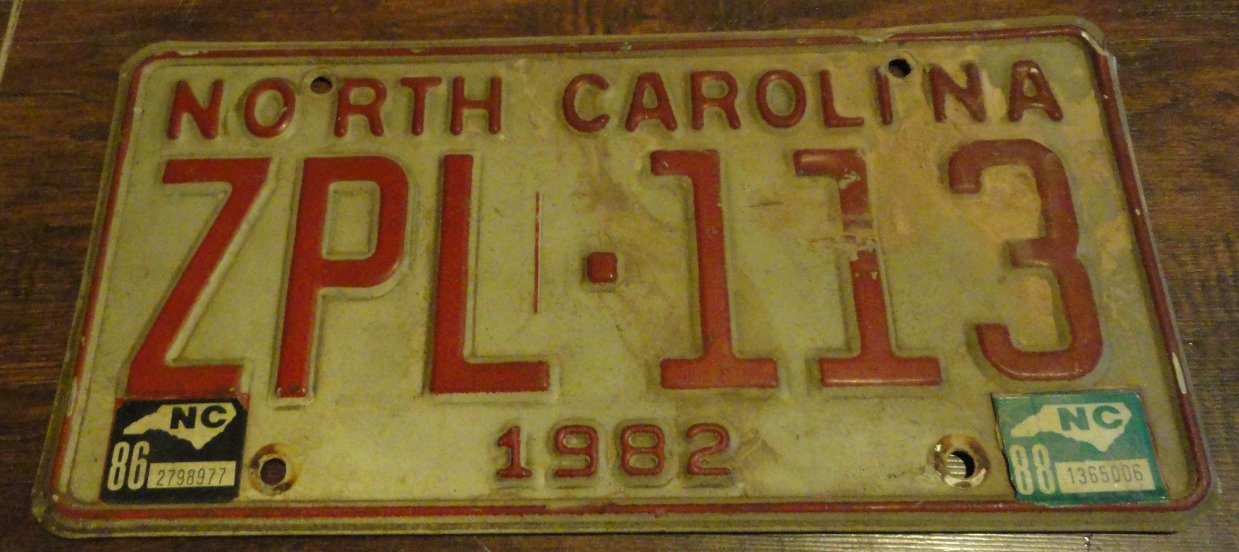 NORTH CAROLINA
ZPL·113
1982
NC
86 2798977
NC
88 1365006